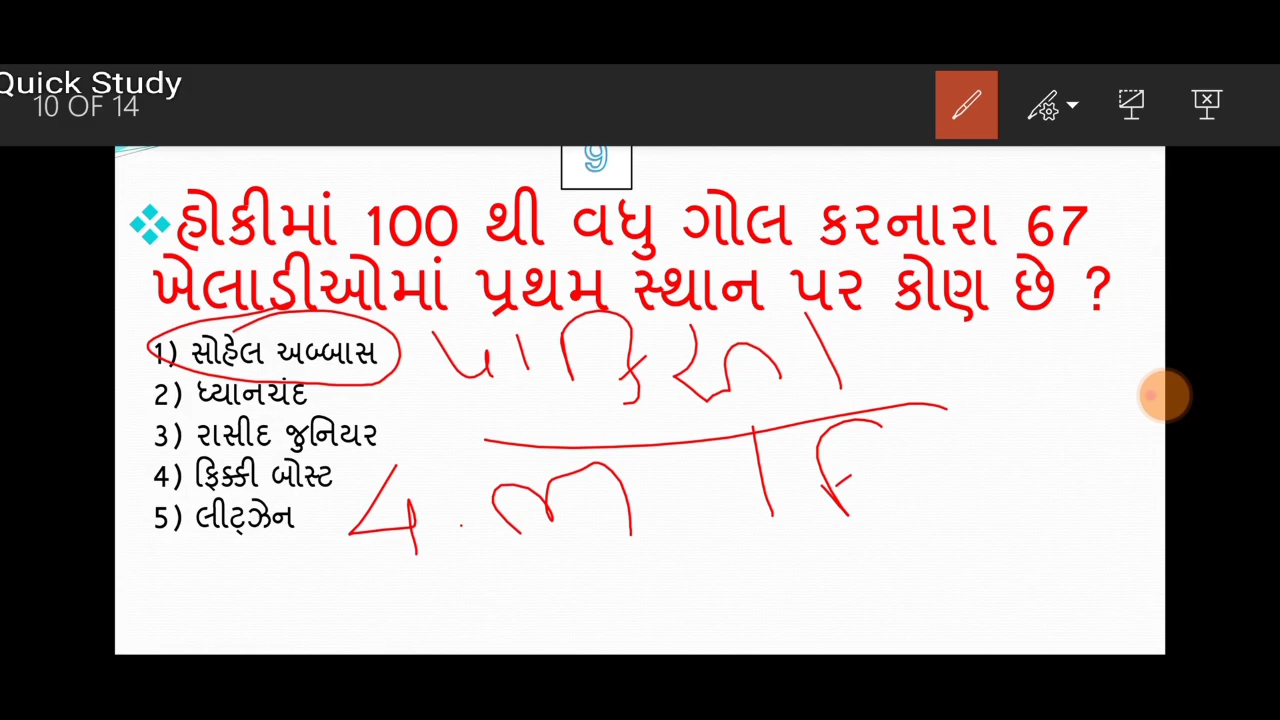 Quick Study
10 OF 14
9
હોકીમાં 100 થી વધુ ગોલ કરનારા 67
ખેલાડીઓમાં પ્રથમ સ્થાન પર કોણ છે ?
1) સોહેલ અબ્બાસ
2) ધ્યાનચંદ
3) રાસીદ જુનિયર
4) ફિક્કી બોસ્ટ
5) લીટ્ઝેન